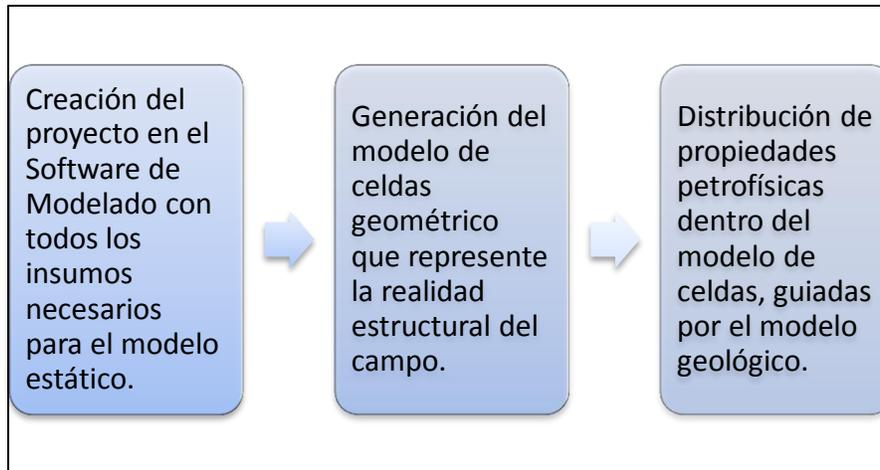 Creación del
proyecto en el
Software de
Modelado con
todos los
insumos
necesarios
para el modelo
estático.
Generación del
modelo de
celdas
geométrico
que represente
la realidad
estructural del
campo.
Distribución de
propiedades
petrofísicas
dentro del
modelo de
celdas, guiadas
por el modelo
geológico.